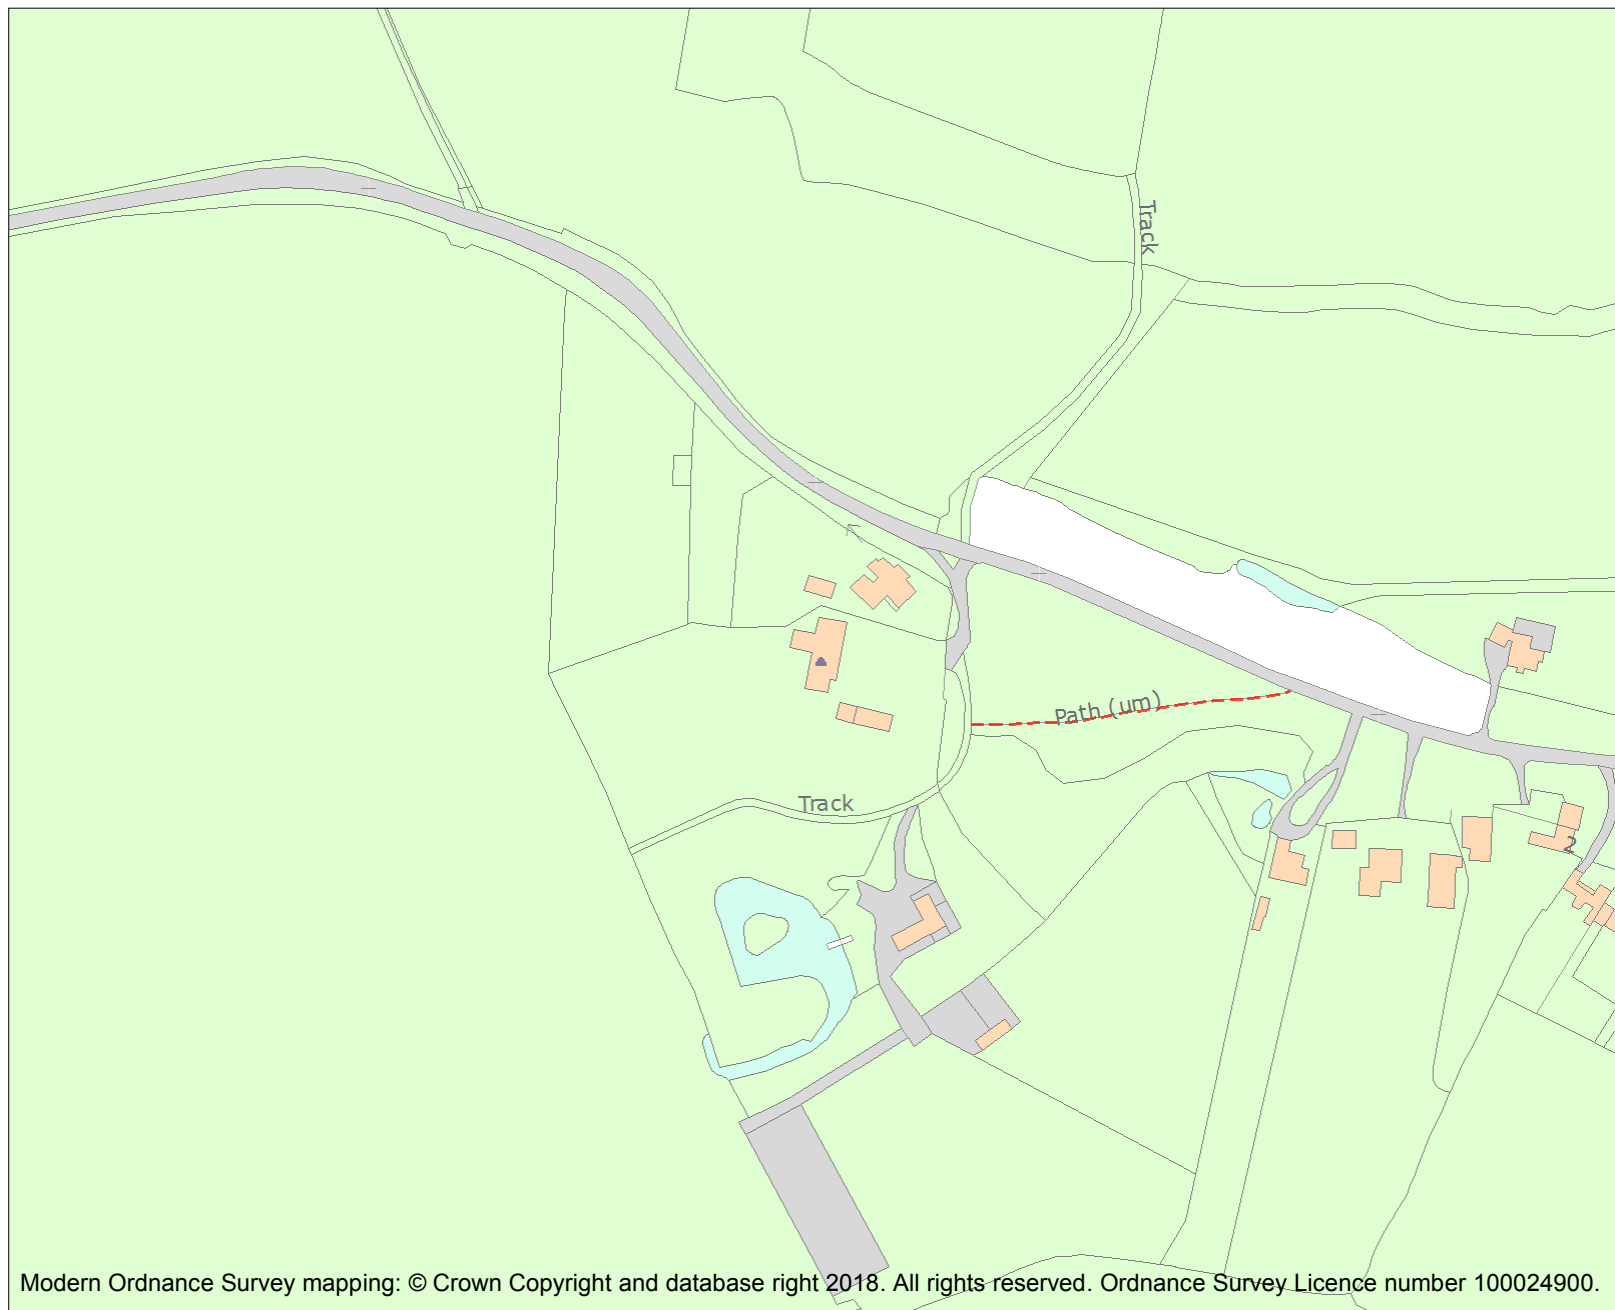 Track
Path (um)
Track
2
Modern Ordnance Survey mapping: © Crown Copyright and database right 2018. All rights reserved. Ordnance Survey Licence number 100024900.